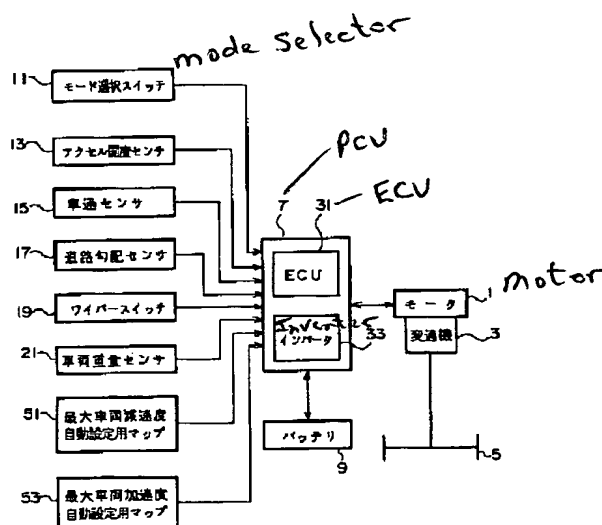 mode selector
11 モード選択スイッチ
13 アクセル開度センサ
15 車速センサ
17 道路勾配センサ
19 ワイパースイッチ
21 車両重量センサ
51 最大車両減速度
自動設定用マップ
53 最大車両加速度
自動設定用マップ
PCU
7
31 ECU
ECU
Inverter
インバータ 33
バッテリ
9
motor
モータ 1
変速機 3
5